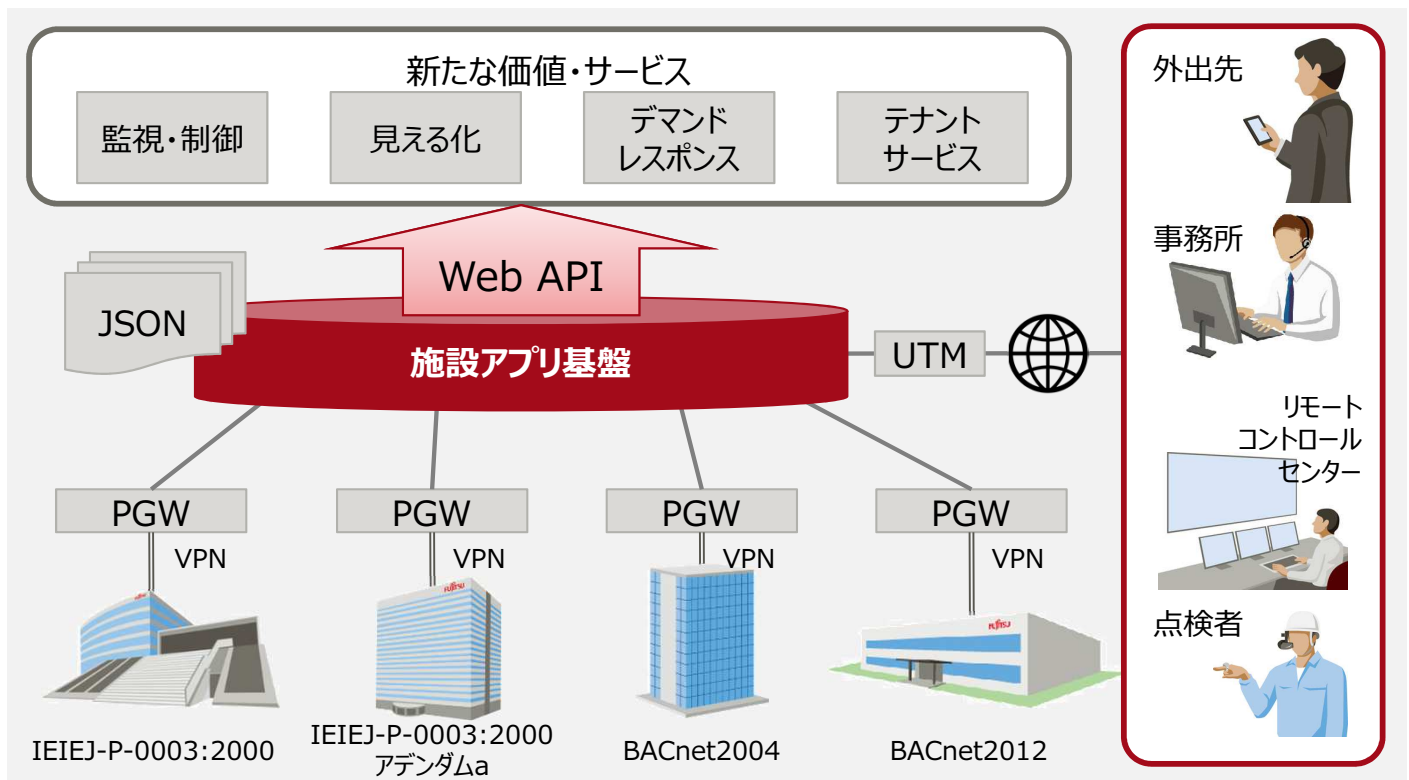 新たな価値・サービス
監視・制御
見える化
デマンド
レスポンス
テナント
サービス
Web API
JSON
施設アプリ基盤
UTM
外出先
事務所
リモート
コントロール
センター
点検者
PGW
PGW
PGW
PGW
VPN
VPN
VPN
VPN
FUJITSU
FUJITSU
FUJITSU
IEIEJ-P-0003:2000
IEIEJ-P-0003:2000
アデンダムa
BACnet2004
BACnet2012